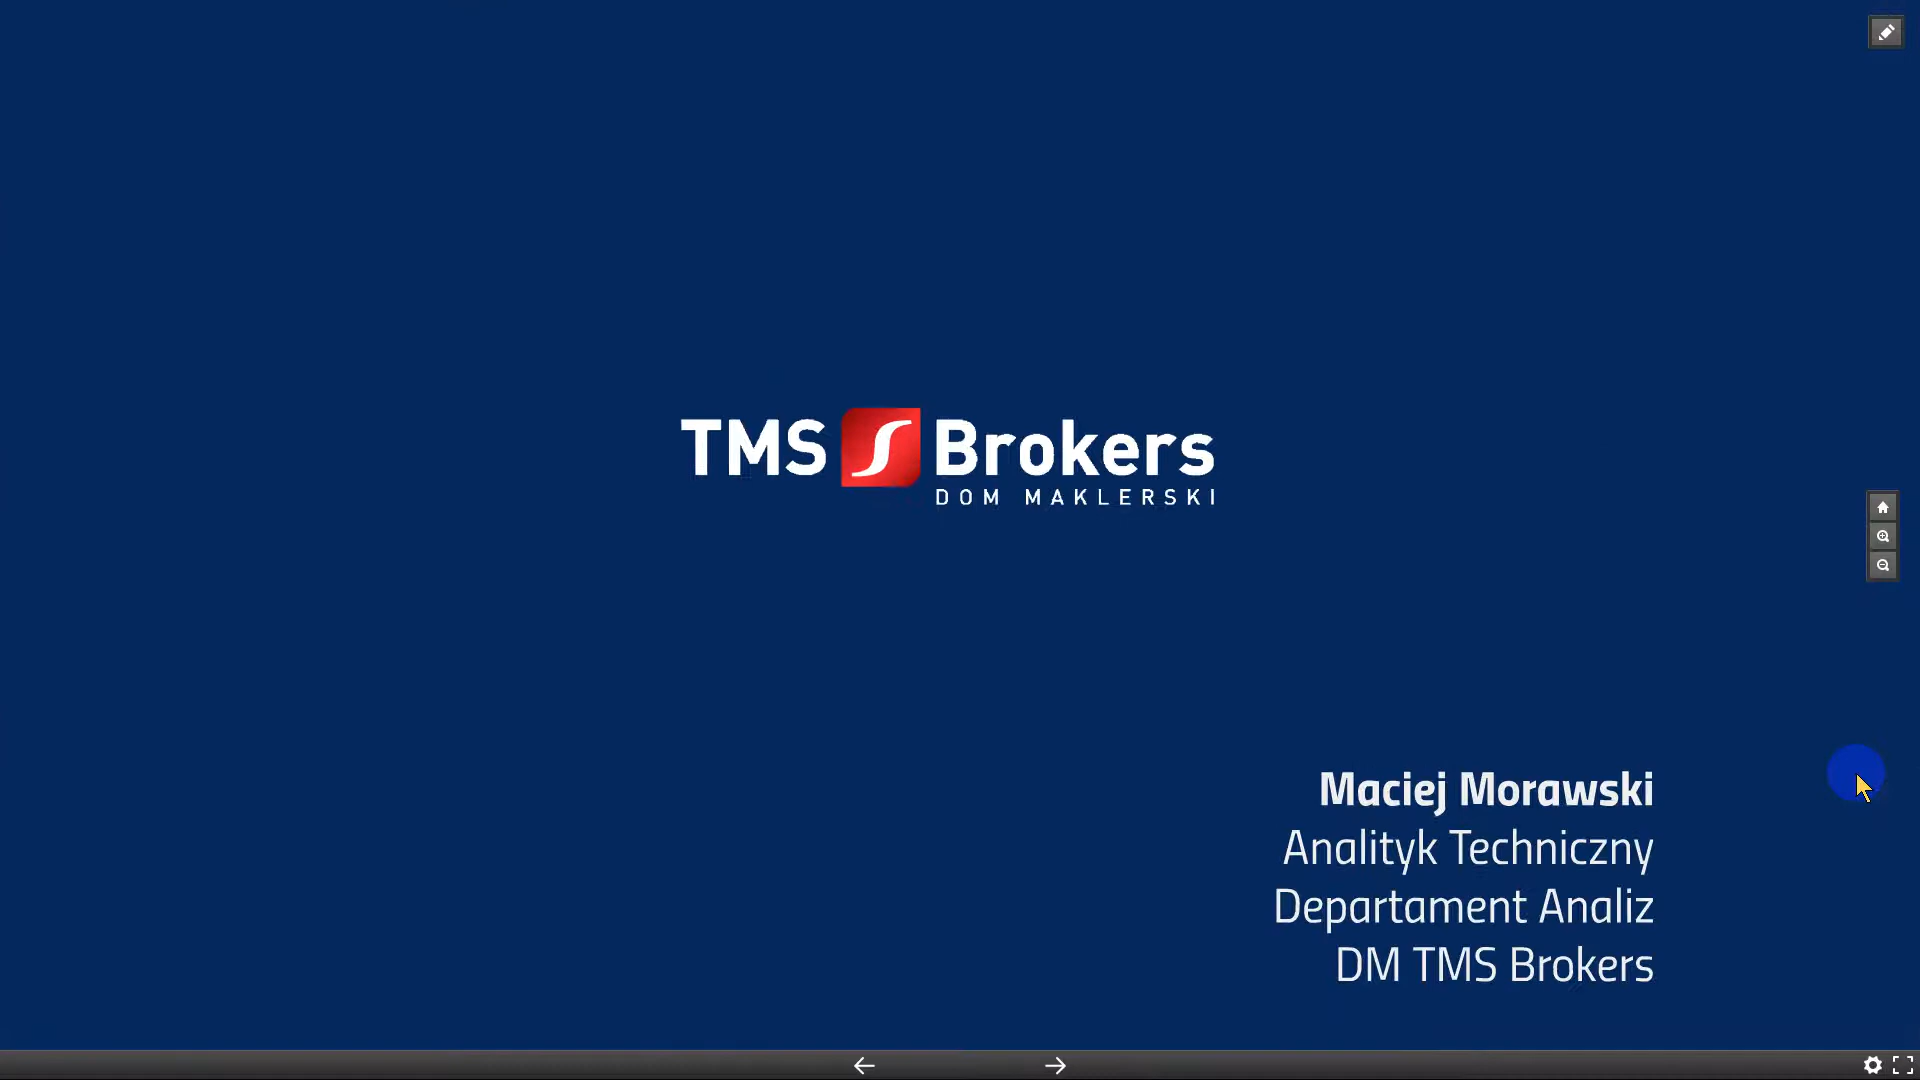 TMS Brokers
DOM MAKLERSKI
Maciej Morawski
Analityk Techniczny
Departament Analiz
DM TMS Brokers